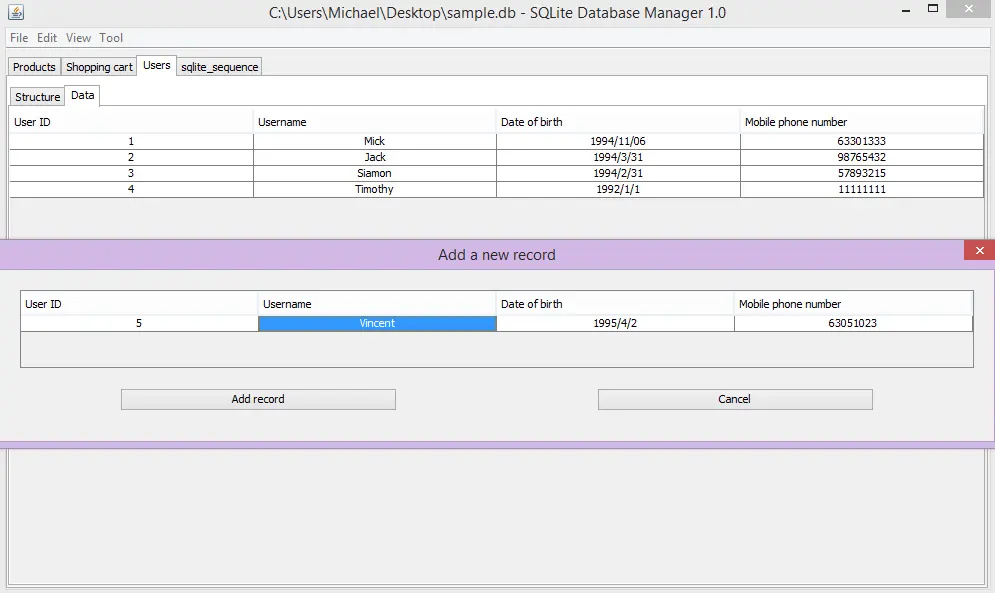 C:\Users\Michael\Desktop\sample.db - SQLite Database Manager 1.0
File Edit View Tool
Products Shopping cart Users sqlite_sequence
Structure Data
User ID Username Date of birth Mobile phone number
1 Mick 1994/11/06 63301333
2 Jack 1994/3/31 98765432
3 Siamon 1994/2/31 57893215
4 Timothy 1992/1/1 11111111
Add a new record
User ID Username Date of birth Mobile phone number
5 Vincent 1995/4/2 63051023
Add record Cancel